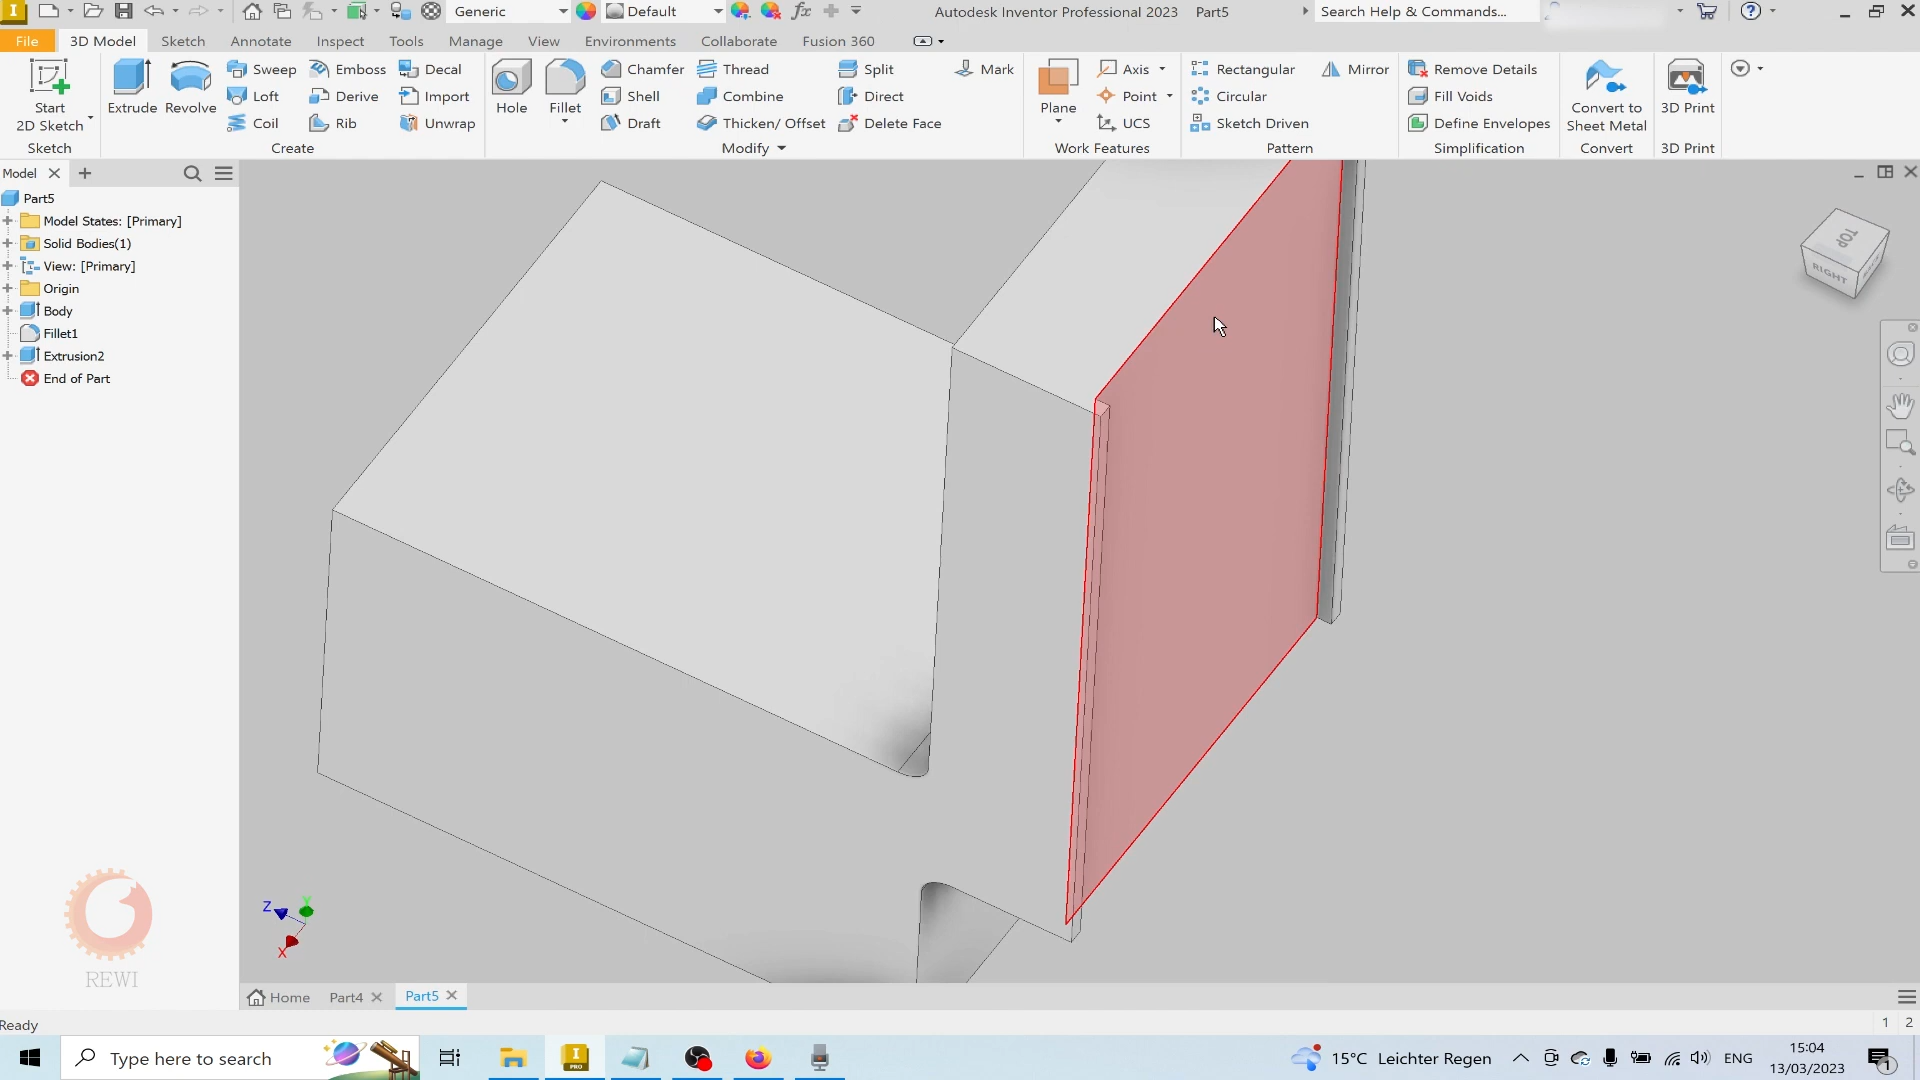 Generic
Default
Autodesk Inventor Professional 2023 Part5
Search Help & Commands...
File
3D Model
Sketch
Annotate
Inspect
Tools
Manage
View
Environments
Collaborate
Fusion 360
Start
2D Sketch
Sketch
Extrude
Revolve
Sweep
Loft
Coil
Emboss
Derive
Rib
Decal
Import
Unwrap
Create
Hole
Fillet
Chamfer
Shell
Draft
Thread
Combine
Thicken/ Offset
Split
Direct
Delete Face
Modify
Mark
Plane
Axis
Point
UCS
Work Features
Rectangular
Circular
Sketch Driven
Mirror
Pattern
Remove Details
Fill Voids
Define Envelopes
Simplification
Convert to
Sheet Metal
Convert
3D Print
3D Print
Model
Part5
Model States: [Primary]
Solid Bodies(1)
View: [Primary]
Origin
Body
Fillet1
Extrusion2
End of Part
TOP
RIGHT
Z
Y
X
REWI
Home
Part4
Part5
Ready
1 2
Type here to search
PRO
15°C Leichter Regen
ENG
15:04
13/03/2023
1